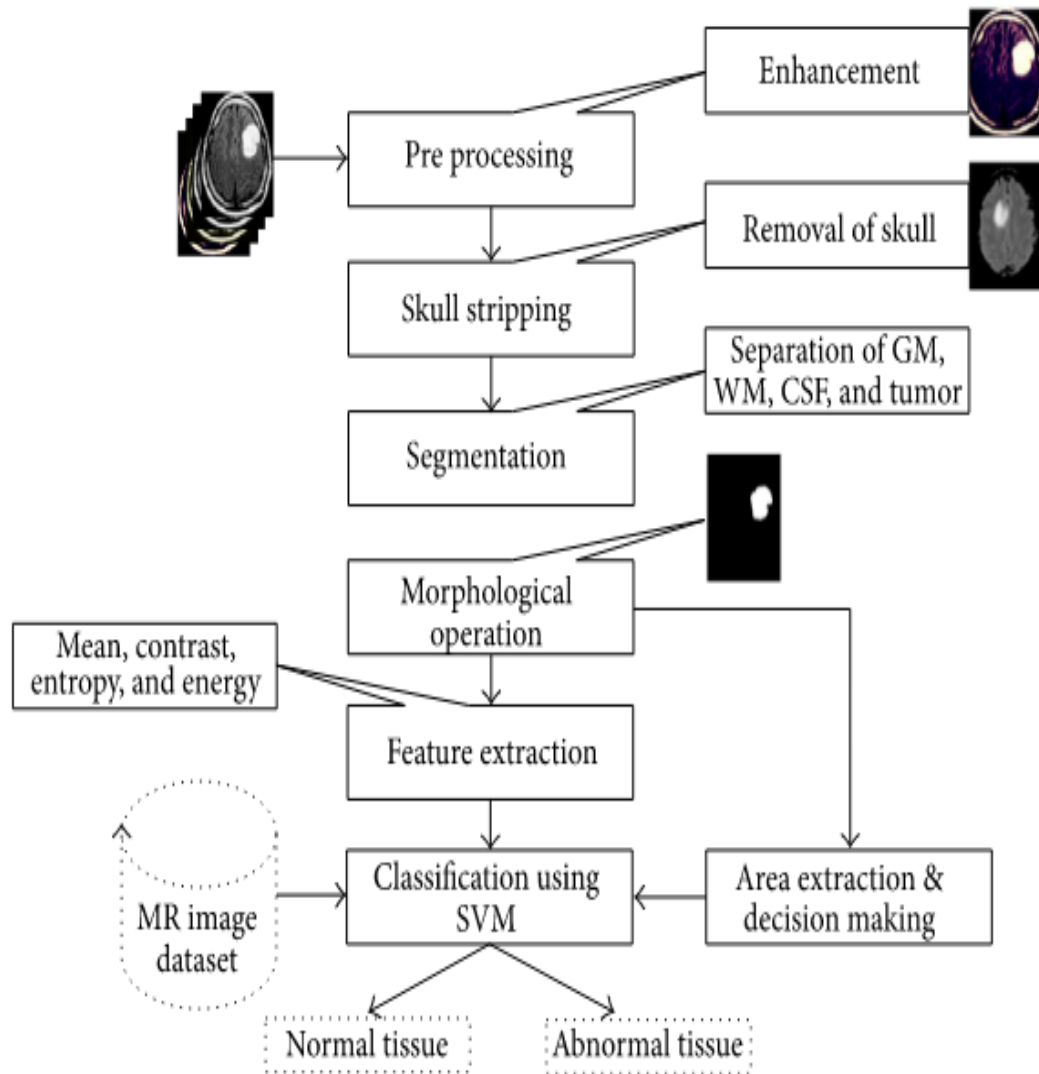 Enhancement
Pre processing
Removal of skull
Skull stripping
Separation of GM,
WM, CSF, and tumor
Segmentation
Morphological
operation
Mean, contrast,
entropy, and energy
Feature extraction
MR image
dataset
Classification using
SVM
Area extraction &
decision making
Normal tissue
Abnormal tissue